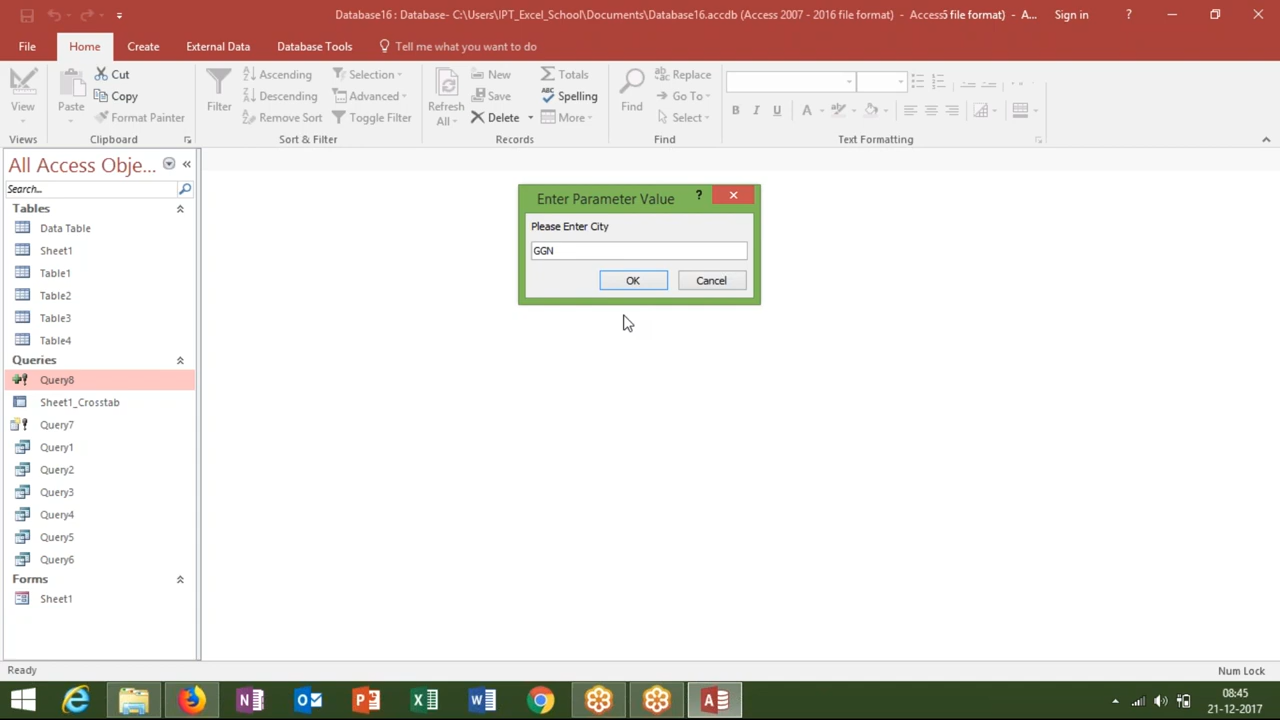 Database16 : Database- C:\Users\IPT_Excel_School\Documents\Database16.accdb (Access 2007 - 2016 file format) - Access5 file format) - A...
Sign in
?
File
Home
Create
External Data
Database Tools
Tell me what you want to do
View
Views
Paste
Cut
Copy
Format Painter
Clipboard
Filter
Ascending
Descending
Remove Sort
Selection
Advanced
Toggle Filter
Sort & Filter
Refresh
All
New
Save
Delete
Totals
Spelling
More
Records
Find
Replace
Go To
Select
Find
B I U A
Text Formatting
All Access Obje...
Search...
Tables
Data Table
Sheet1
Table1
Table2
Table3
Table4
Queries
Query8
Sheet1_Crosstab
Query7
Query1
Query2
Query3
Query4
Query5
Query6
Forms
Sheet1
Enter Parameter Value
?
Please Enter City
GGN
OK
Cancel
Ready
Num Lock
08:45
21-12-2017